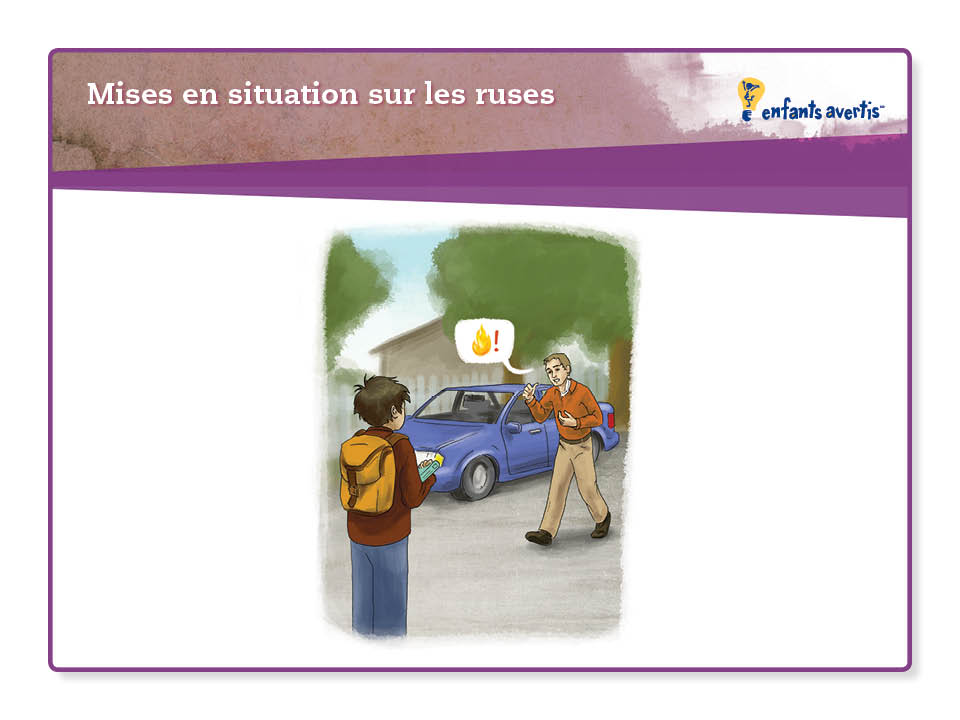 Mises en situation sur les ruses
enfants avertis
!